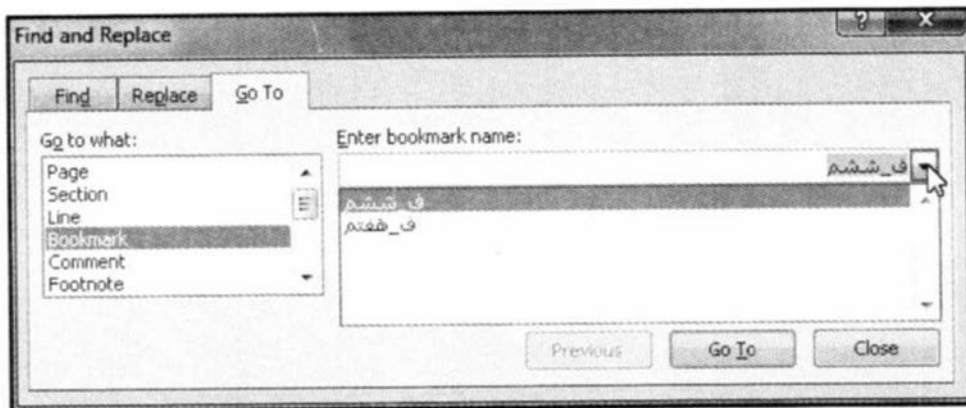 Find and Replace
Find Replace Go To
Go to what:
Page
Section
Line
Bookmark
Comment
Footnote
Enter bookmark name:
ف_ششم
ف_ششم
ف_هفتم
Previous Go To Close